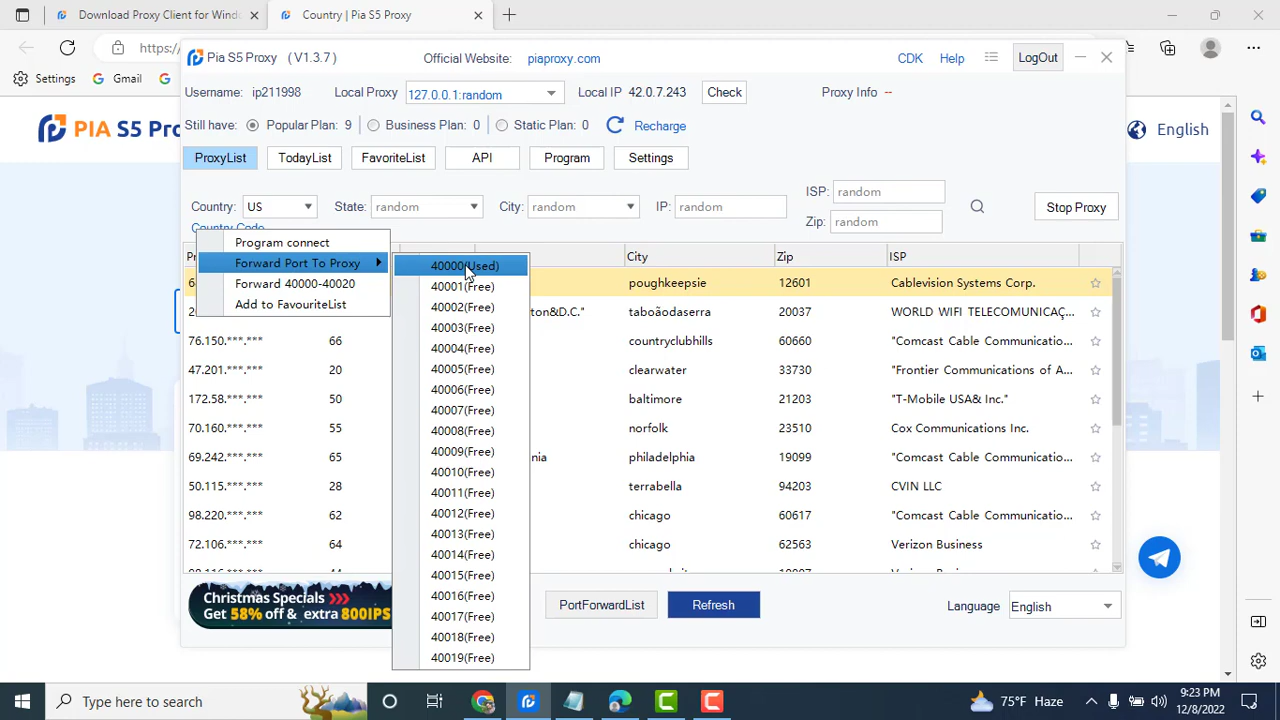 Download Proxy Client for Windo
Country | Pia S5 Proxy
https:/
Settings
Gmail
PIA S5 Pro
English
Pia S5 Proxy (V1.3.7)
Official Website: piaproxy.com
CDK
Help
LogOut
Username: ip211998
Local Proxy 127.0.0.1:random
Local IP 42.0.7.243
Check
Proxy Info --
Still have: Popular Plan: 9 Business Plan: 0 Static Plan: 0 Recharge
ProxyList
TodayList
FavoriteList
API
Program
Settings
Country: US
State: random
City: random
IP: random
ISP: random
Zip: random
Stop Proxy
Country Code
City
Zip
ISP
Program connect
Forward Port To Proxy
Forward 40000-40020
Add to FavouriteList
40000(Used)
40001(Free)
40002(Free)
40003(Free)
40004(Free)
40005(Free)
40006(Free)
40007(Free)
40008(Free)
40009(Free)
40010(Free)
40011(Free)
40012(Free)
40013(Free)
40014(Free)
40015(Free)
40016(Free)
40017(Free)
40018(Free)
40019(Free)
poughkeepsie 12601 Cablevision Systems Corp.
ton&D.C." taboãodaserra 20037 WORLD WIFI TELECOMUNICAÇ...
76.150.***.*** 66 countryclubhills 60660 "Comcast Cable Communicatio...
47.201.***.*** 20 clearwater 33730 "Frontier Communications of A...
172.58.***.*** 50 baltimore 21203 "T-Mobile USA& Inc."
70.160.***.*** 55 norfolk 23510 Cox Communications Inc.
69.242.***.*** 65 nia philadelphia 19099 "Comcast Cable Communicatio...
50.115.***.*** 28 terrabella 94203 CVIN LLC
98.220.***.*** 62 chicago 60617 "Comcast Cable Communicatio...
72.106.***.*** 64 chicago 62563 Verizon Business
Christmas Specials >>>
Get 58% off & extra 800IPS
PortForwardList
Refresh
Language English
Type here to search
75°F Haze
9:23 PM
12/8/2022